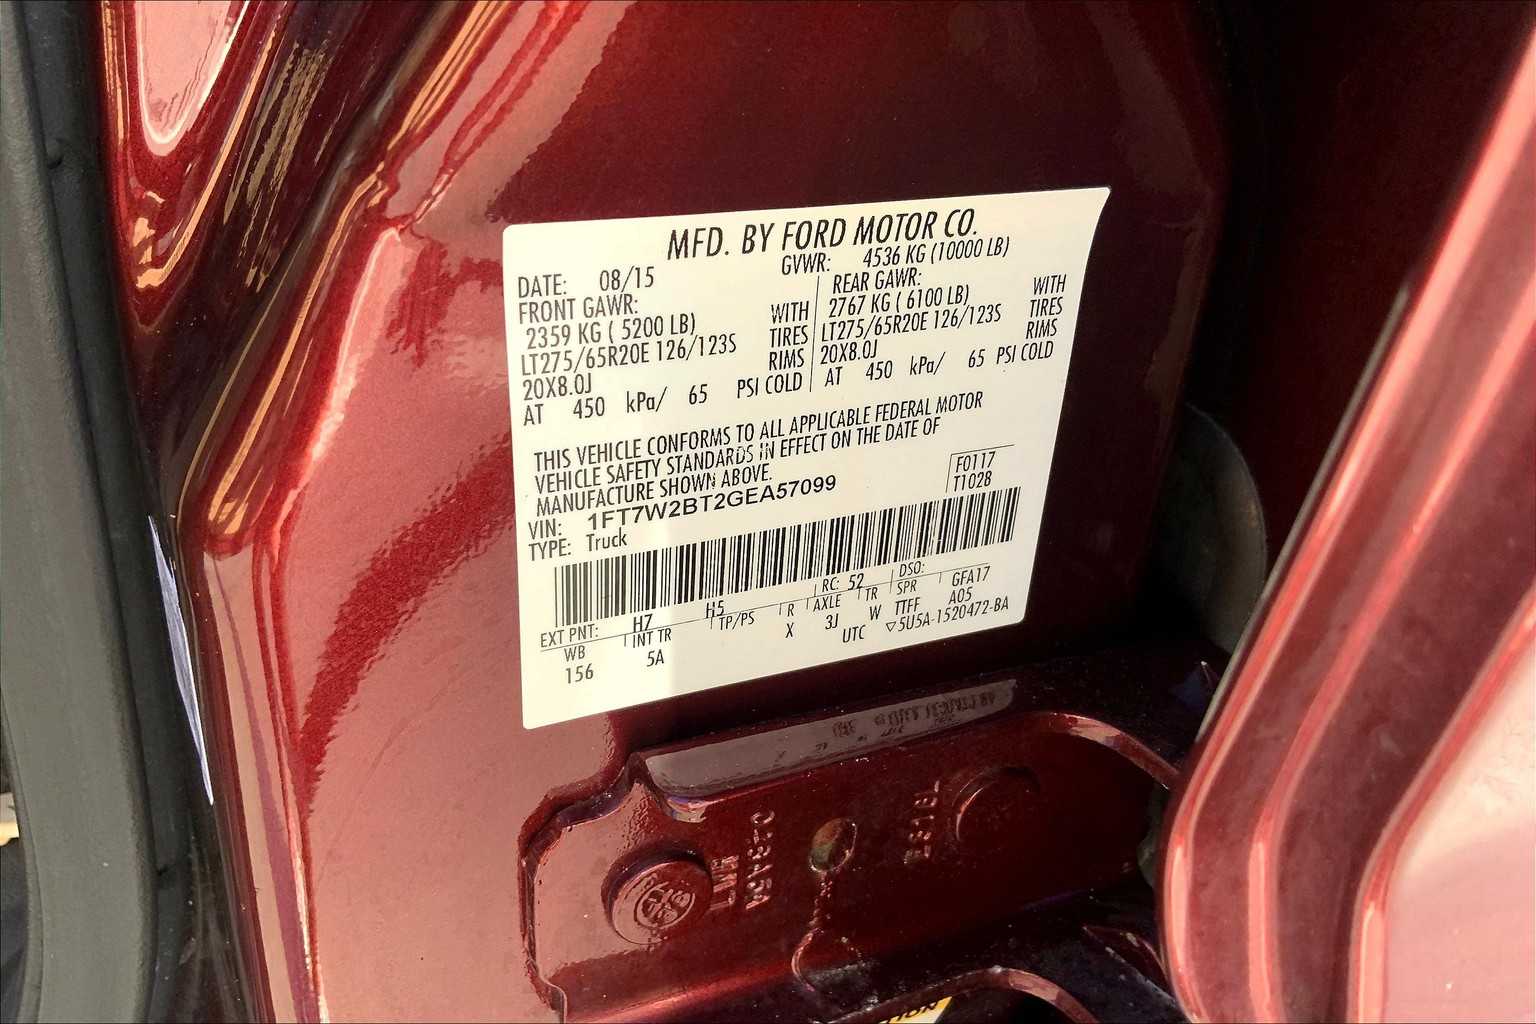 MFD. BY FORD MOTOR CO.
DATE: 08/15
GVWR: 4536 KG (10000 LB)
FRONT GAWR:
2359 KG ( 5200 LB) WITH
LT275/65R20E 126/123S TIRES
20X8.0J RIMS
AT 450 kPa/ 65 PSI COLD
REAR GAWR:
2767 KG ( 6100 LB) WITH
LT275/65R20E 126/123S TIRES
20X8.0J RIMS
AT 450 kPa/ 65 PSI COLD
THIS VEHICLE CONFORMS TO ALL APPLICABLE FEDERAL MOTOR
VEHICLE SAFETY STANDARDS IN EFFECT ON THE DATE OF
MANUFACTURE SHOWN ABOVE.
F0117
T1028
VIN: 1FT7W2BT2GEA57099
TYPE: Truck
EXT PNT: H7 H5 RC: 52 DSO:
WB INT TR TP/PS R AXLE TR SPR GFA17
156 5A X 3J W TTFF A05
UTC ▽5U5A-1520472-BA